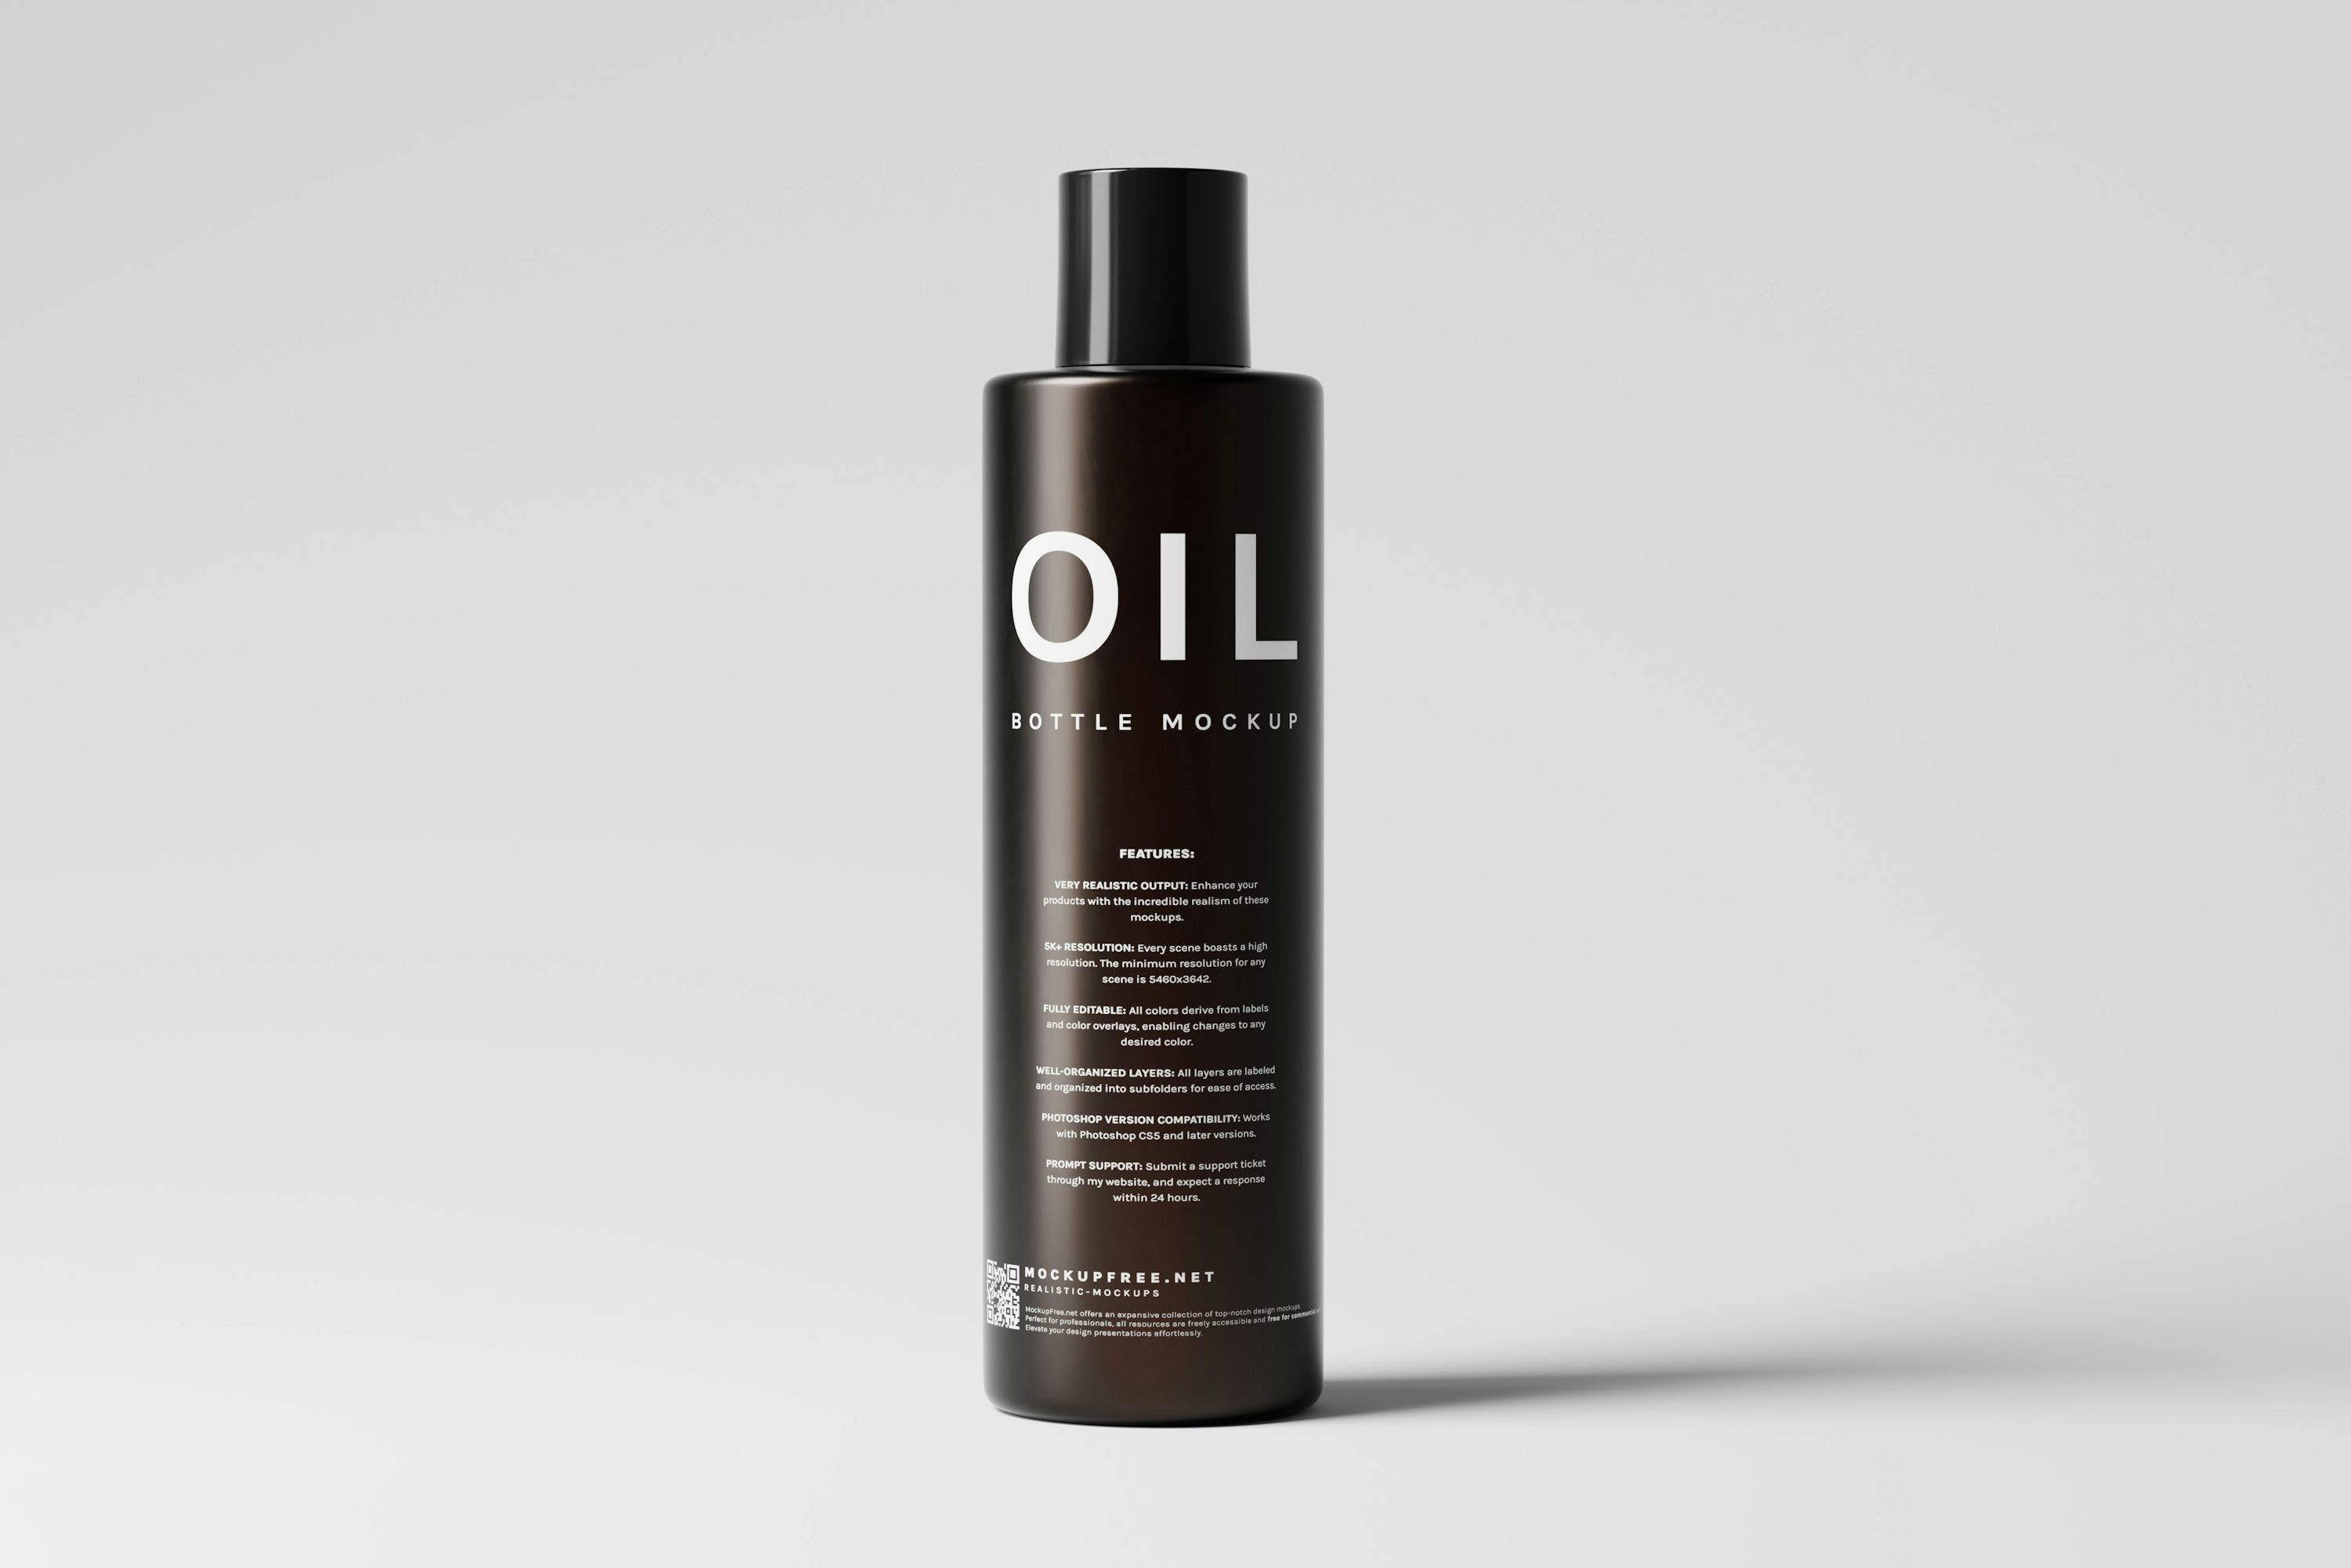 OIL
BOTTLE MOCKUP
FEATURES:
VERY REALISTIC OUTPUT: Enhance your
products with the incredible realism of these
mockups.
5K+ RESOLUTION: Every scene boasts a high
resolution. The minimum resolution for any
scene is 5460x3642.
FULLY EDITABLE: All colors derive from labels
and color overlays, enabling changes to any
desired color.
WELL-ORGANIZED LAYERS: All layers are labeled
and organized into subfolders for ease of access.
PHOTOSHOP VERSION COMPATIBILITY: Works
with Photoshop CS5 and later versions.
PROMPT SUPPORT: Submit a support ticket
through my website, and expect a response
within 24 hours.
MOCKUPFREE.NET
REALISTIC-MOCKUPS
MockupFree.net offers an expansive collection of top-notch design mockups.
Perfect for professionals, all resources are freely accessible and free for commercial
Elevate your design presentations effortlessly.